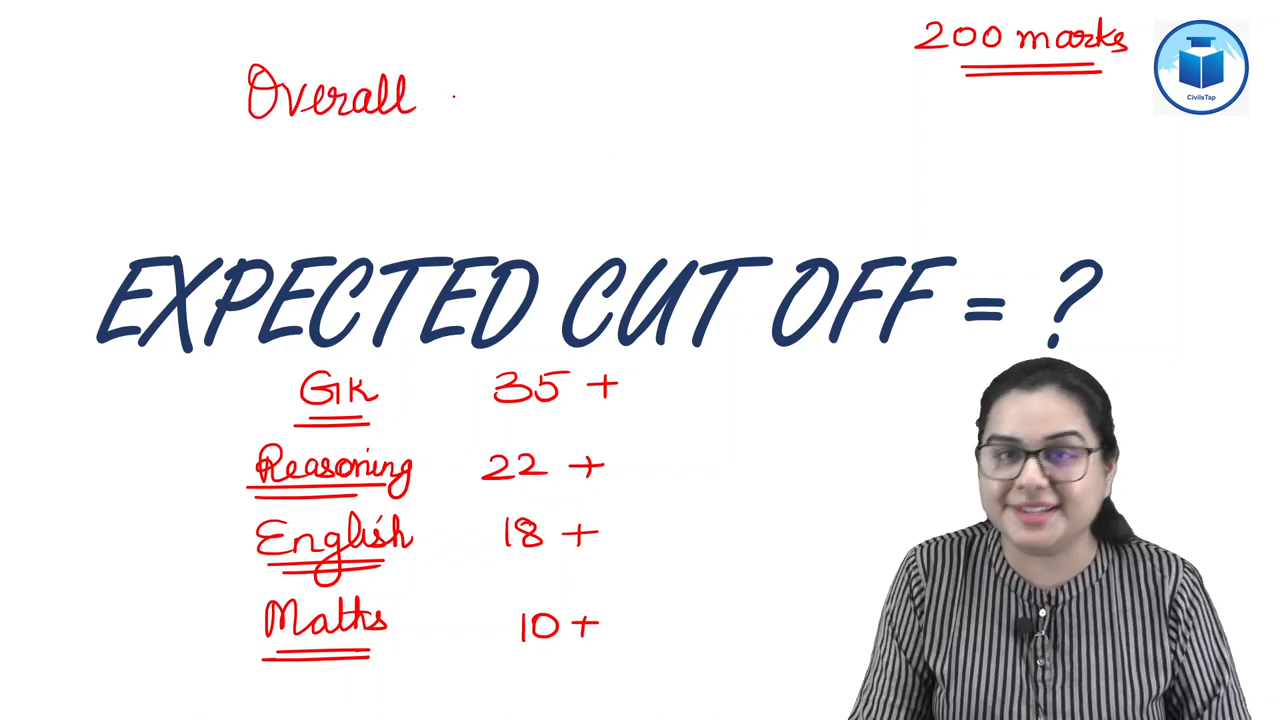 200 marks
CivilsTap
Overall
EXPECTED CUT OFF = ?
GK 35 +
Reasoning 22 +
English 18 +
Maths 10 +